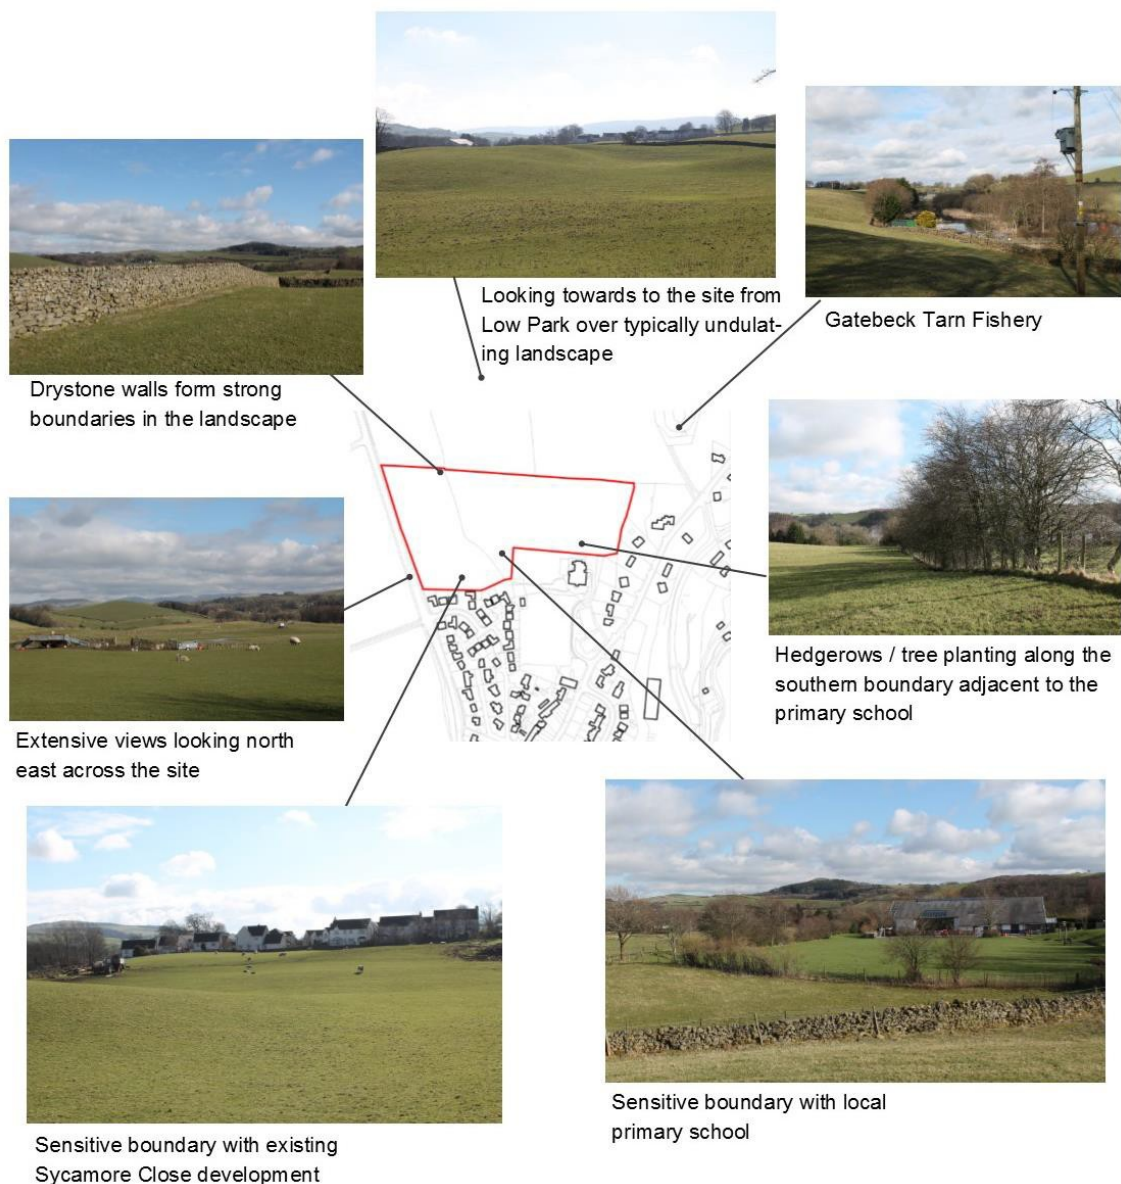 Looking towards to the site from
Low Park over typically undulat-
ing landscape
Gatebeck Tarn Fishery
Drystone walls form strong
boundaries in the landscape
Hedgerows / tree planting along the
southern boundary adjacent to the
primary school
Extensive views looking north
east across the site
Sensitive boundary with local
primary school
Sensitive boundary with existing
Sycamore Close development